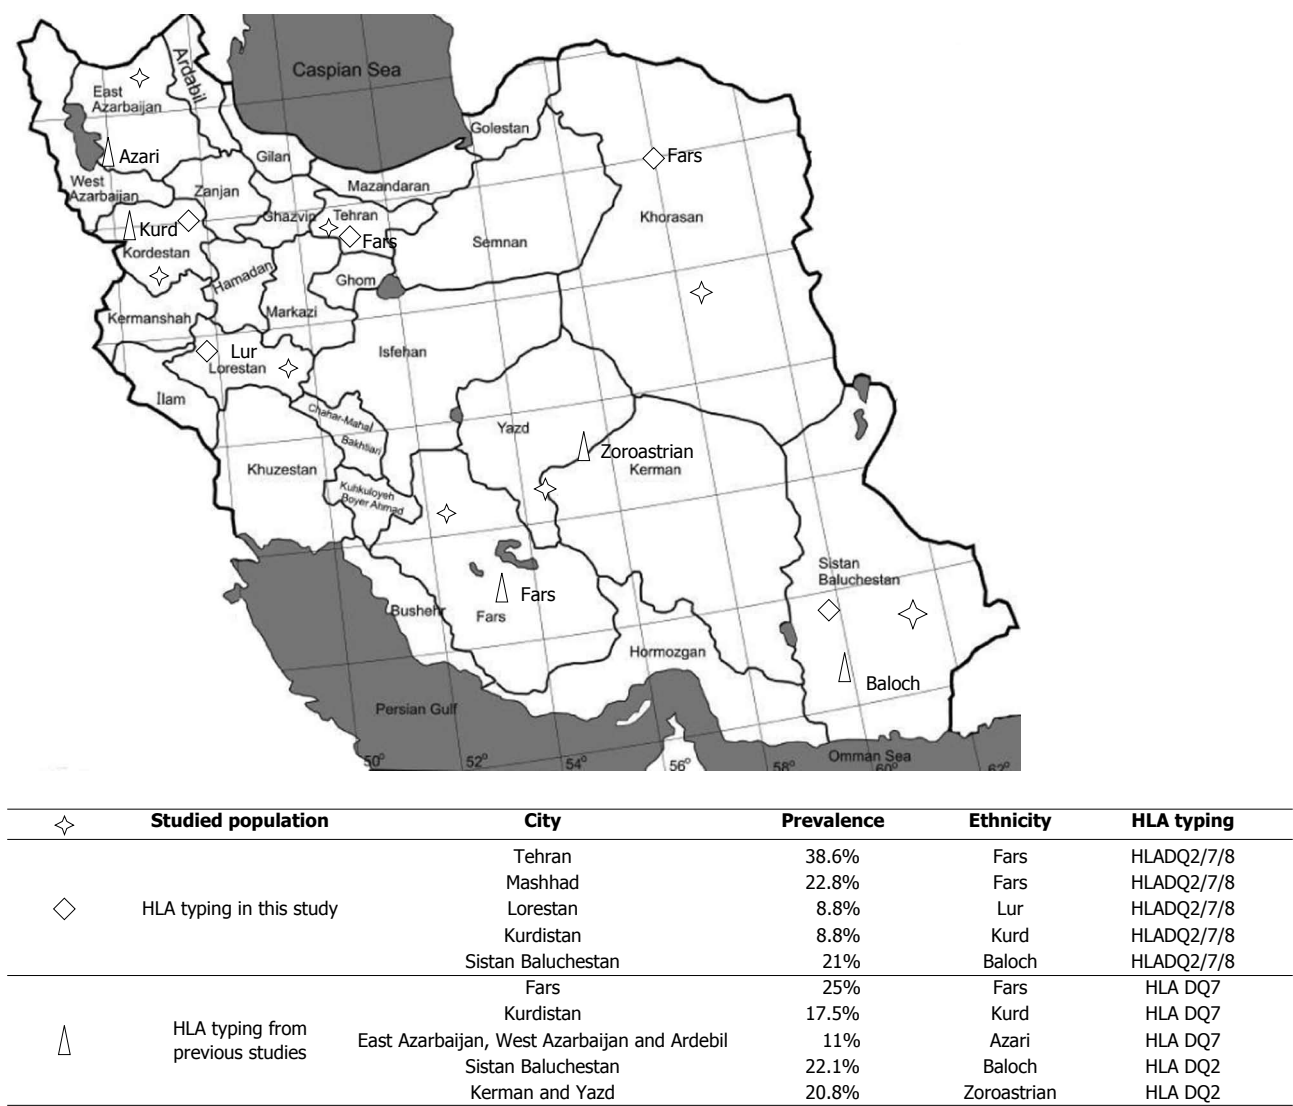 Caspian Sea
Ardabil
East
Azarbaijan
Golestan
Azari
Gilan
Fars
West
Azarbaijan
Zanjan
Mazandaran
Ghazvin
Tehran
Khorasan
Kurd
Fars
Semnan
Kordestan
Hamadan
Ghom
Kermanshah
Markazi
Lur
Lorestan
Isfehan
Ilam
Chahar-Mahal
Bakhtiari
Yazd
Zoroastrian
Khuzestan
Kerman
Kuhkuloyeh
Boyer Ahmad
Sistan
Baluchestan
Fars
Bushehr
Fars
Hormozgan
Baloch
Persian Gulf
Omman Sea
50° 52° 54° 56° 58° 60° 62°
Studied population City Prevalence Ethnicity HLA typing
Tehran 38.6% Fars HLADQ2/7/8
Mashhad 22.8% Fars HLADQ2/7/8
HLA typing in this study Lorestan 8.8% Lur HLADQ2/7/8
Kurdistan 8.8% Kurd HLADQ2/7/8
Sistan Baluchestan 21% Baloch HLADQ2/7/8
Fars 25% Fars HLA DQ7
Kurdistan 17.5% Kurd HLA DQ7
HLA typing from
previous studies
East Azarbaijan, West Azarbaijan and Ardebil 11% Azari HLA DQ7
Sistan Baluchestan 22.1% Baloch HLA DQ2
Kerman and Yazd 20.8% Zoroastrian HLA DQ2